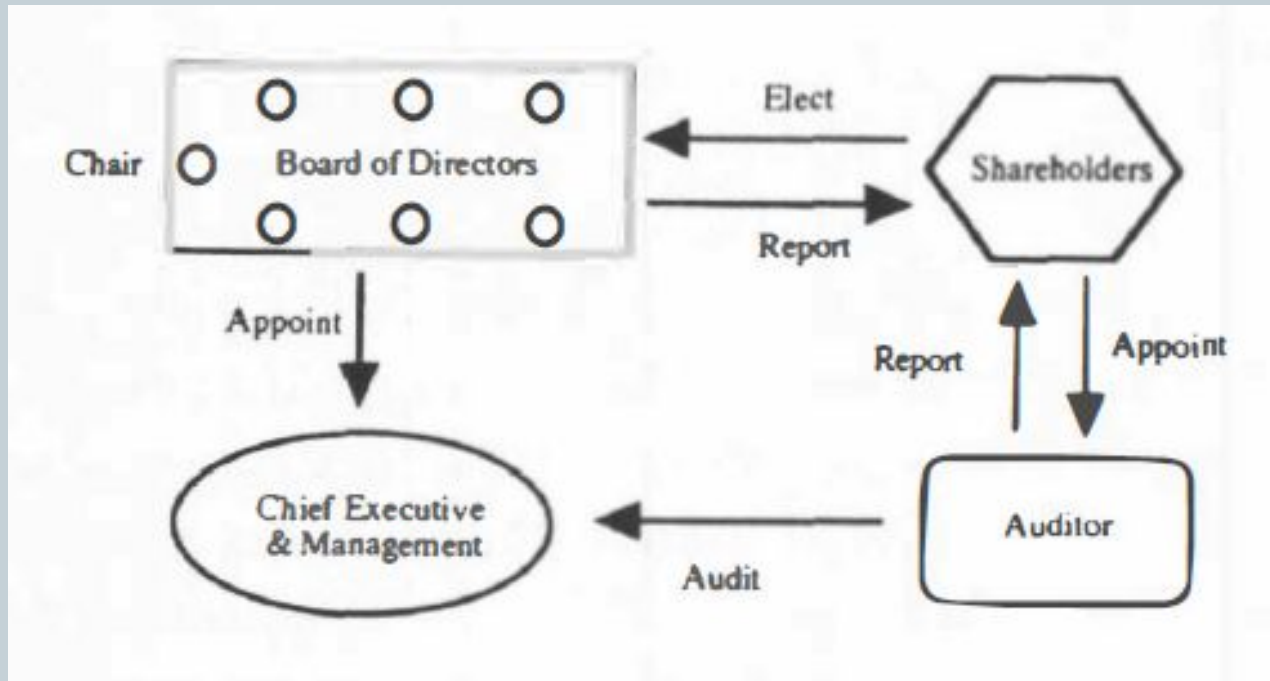 Elect
Chair
Board of Directors
Shareholders
Report
Appoint
Report
Appoint
Chief Executive
& Management
Auditor
Audit